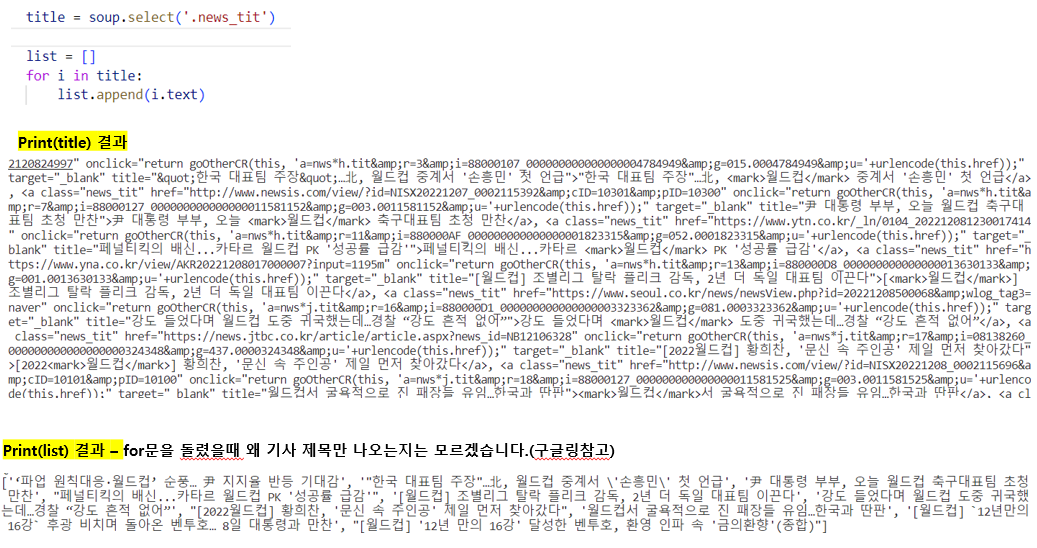 title = soup.select('.news_tit')
list = []
for i in title:
list.append(i.text)
Print(title) 결과
2120824997" onclick="return goOtherCR(this, 'a=nws*h.tit&amp;r=3&amp;i=88000107_000000000000000004784949&amp;g=015.0004784949&amp;u='+urlencode(this.href));"
target="_blank" title="&quot;한국 대표팀 주장&quot;…北, 월드컵 중계서 '손흥민' 첫 언급">"한국 대표팀 주장"…北, <mark>월드컵</mark> 중계서 '손흥민' 첫 언급</a>
, <a class="news_tit" href="http://www.newsis.com/view/?id=NISX20221207_0002115392&amp;cID=10301&amp;pID=10300" onclick="return goOtherCR(this, 'a=nws*h.tit&am
p;r=7&amp;i=88000127_000000000000000011581152&amp;g=003.0011581152&amp;u='+urlencode(this.href));" target="_blank" title="尹 대통령 부부, 오늘 월드컵 축구대
표팀 초청 만찬">尹 대통령 부부, 오늘 <mark>월드컵</mark> 축구대표팀 초청 만찬</a>, <a class="news_tit" href="https://www.ytn.co.kr/_ln/0104_202212081230017414
" onclick="return goOtherCR(this, 'a=nws*h.tit&amp;r=11&amp;i=880000AF_000000000000000001823315&amp;g=052.0001823315&amp;u='+urlencode(this.href));" target="_
blank" title="페널티킥의 배신...카타르 월드컵 PK '성공률 급감'">페널티킥의 배신...카타르 <mark>월드컵</mark> PK '성공률 급감'</a>, <a class="news_tit" href="h
ttps://www.yna.co.kr/view/AKR20221208017000007?input=1195m" onclick="return goOtherCR(this, 'a=nws*h.tit&amp;r=13&amp;i=880000D8_000000000000000013630133&amp;
g=001.0013630133&amp;u='+urlencode(this.href));" target="_blank" title="[월드컵] 조별리그 탈락 플리크 감독, 2년 더 독일 대표팀 이끈다">[<mark>월드컵</mark>]
조별리그 탈락 플리크 감독, 2년 더 독일 대표팀 이끈다</a>, <a class="news_tit" href="https://www.seoul.co.kr/news/newsView.php?id=20221208500068&amp;wlog_tag3=
naver" onclick="return goOtherCR(this, 'a=nws*j.tit&amp;r=16&amp;i=880000D1_000000000000000003323362&amp;g=081.0003323362&amp;u='+urlencode(this.href));" targ
et="_blank" title="강도 들었다며 월드컵 도중 귀국했는데…경찰 “강도 흔적 없어”">강도 들었다며 <mark>월드컵</mark> 도중 귀국했는데…경찰 “강도 흔적 없어”</a>, <a
class="news_tit" href="https://news.jtbc.co.kr/article/article.aspx?news_id=NB12106328" onclick="return goOtherCR(this, 'a=nws*j.tit&amp;r=17&amp;i=08138260_
000000000000000000324348&amp;g=437.0000324348&amp;u='+urlencode(this.href));" target="_blank" title="[2022월드컵] 황희찬, '문신 속 주인공' 제일 먼저 찾아갔다"
>[2022<mark>월드컵</mark>] 황희찬, '문신 속 주인공' 제일 먼저 찾아갔다</a>, <a class="news_tit" href="http://www.newsis.com/view/?id=NISX20221208_0002115696&am
p;cID=10101&amp;pID=10100" onclick="return goOtherCR(this, 'a=nws*j.tit&amp;r=18&amp;i=88000127_000000000000000011581525&amp;g=003.0011581525&amp;u='+urlenco
de(this.href));" target="_blank" title="월드컵서 굴욕적으로 진 패장들 유임…한국과 딴판"><mark>월드컵</mark>서 굴욕적으로 진 패장들 유임…한국과 딴판</a>, <a cl
Print(list) 결과 – for문을 돌렸을때 왜 기사 제목만 나오는지는 모르겠습니다.(구글링참고)
['‘파업 원칙대응·월드컵’ 순풍… 尹 지지율 반등 기대감', '"한국 대표팀 주장"…北, 월드컵 중계서 \'손흥민\' 첫 언급', '尹 대통령 부부, 오늘 월드컵 축구대표팀 초청
만찬', "페널티킥의 배신...카타르 월드컵 PK '성공률 급감'", '[월드컵] 조별리그 탈락 플리크 감독, 2년 더 독일 대표팀 이끈다', '강도 들었다며 월드컵 도중 귀국했
는데…경찰 “강도 흔적 없어”', "[2022월드컵] 황희찬, '문신 속 주인공' 제일 먼저 찾아갔다", '월드컵서 굴욕적으로 진 패장들 유임…한국과 딴판', '[월드컵] `12년만의
16강` 후광 비치며 돌아온 벤투호… 8일 대통령과 만찬', "[월드컵] '12년 만의 16강' 달성한 벤투호, 환영 인파 속 '금의환향'(종합)"]